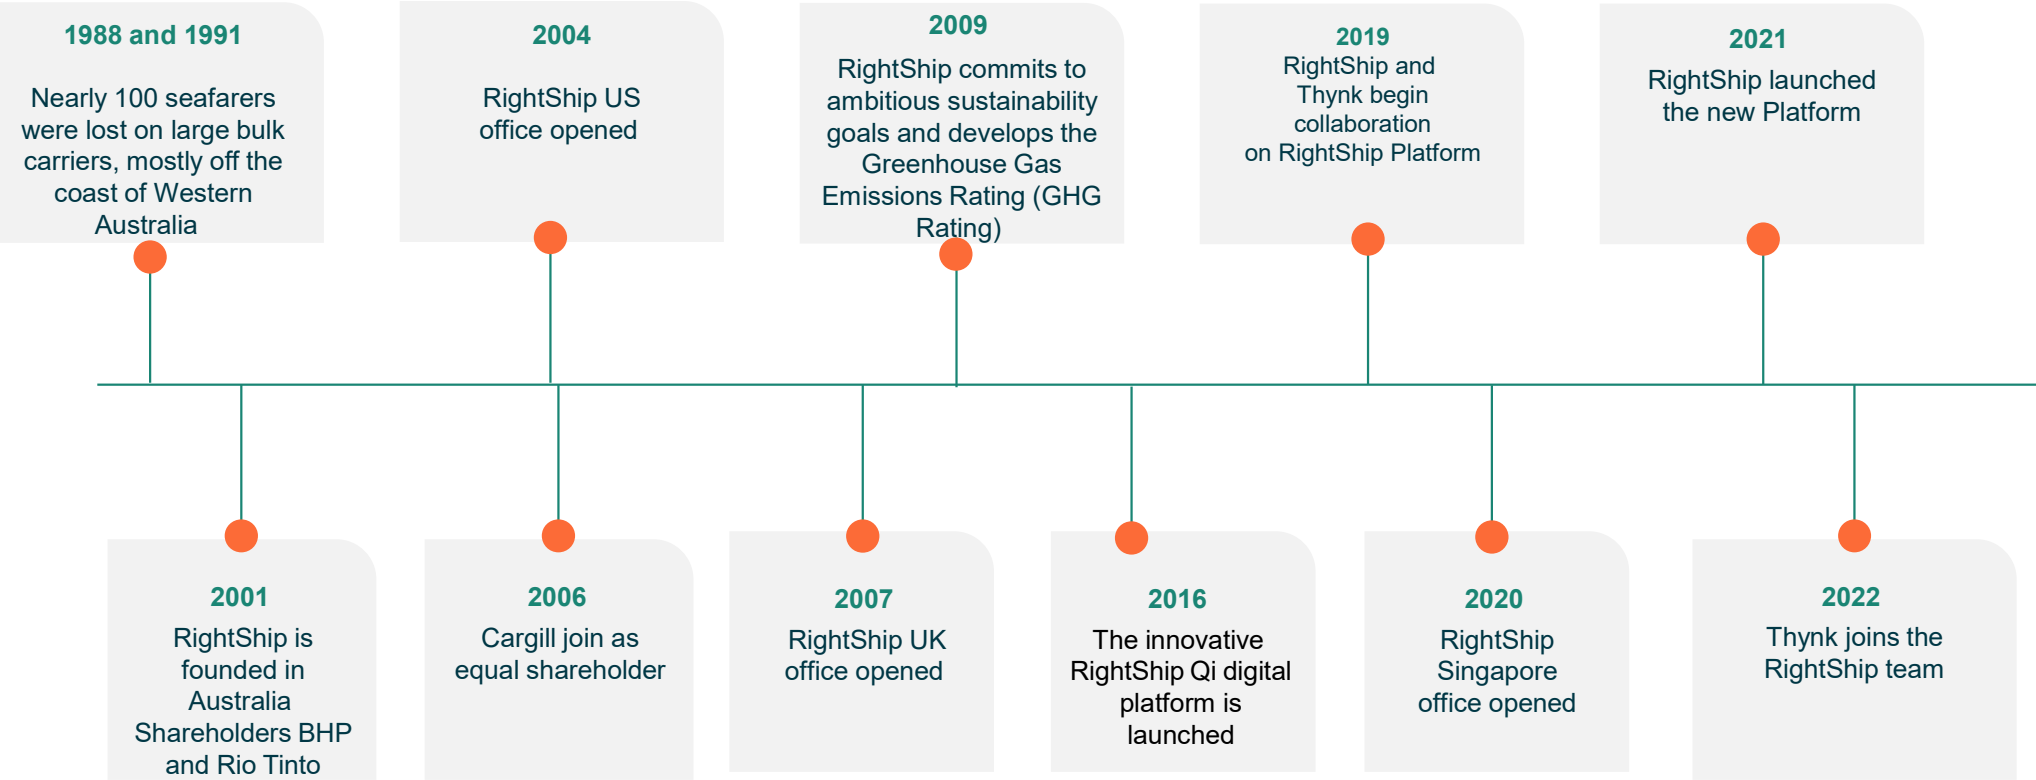 1988 and 1991
Nearly 100 seafarers
were lost on large bulk
carriers, mostly off the
coast of Western
Australia
2004
RightShip US
office opened
2009
RightShip commits to
ambitious sustainability
goals and develops the
Greenhouse Gas
Emissions Rating (GHG
Rating)
2019
RightShip and
Thynk begin
collaboration
on RightShip Platform
2021
RightShip launched
the new Platform
2001
RightShip is
founded in
Australia
Shareholders BHP
and Rio Tinto
2006
Cargill join as
equal shareholder
2007
RightShip UK
office opened
2016
The innovative
RightShip Qi digital
platform is
launched
2020
RightShip
Singapore
office opened
2022
Thynk joins the
RightShip team